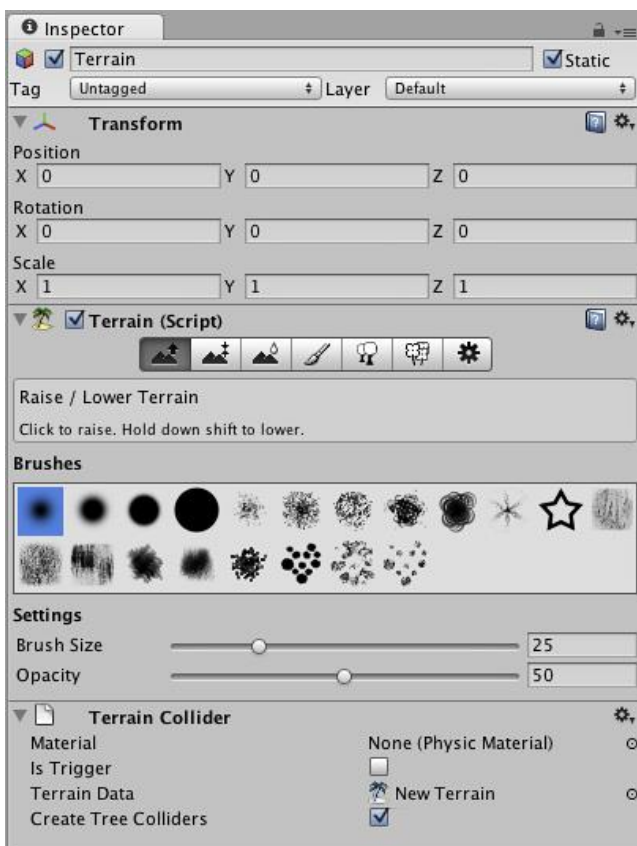 Inspector
Terrain Static
Tag Untagged Layer Default
Transform
Position
X 0 Y 0 Z 0
Rotation
X 0 Y 0 Z 0
Scale
X 1 Y 1 Z 1
Terrain (Script)
Raise / Lower Terrain
Click to raise. Hold down shift to lower.
Brushes
Settings
Brush Size 25
Opacity 50
Terrain Collider
Material None (Physic Material)
Is Trigger
Terrain Data New Terrain
Create Tree Colliders